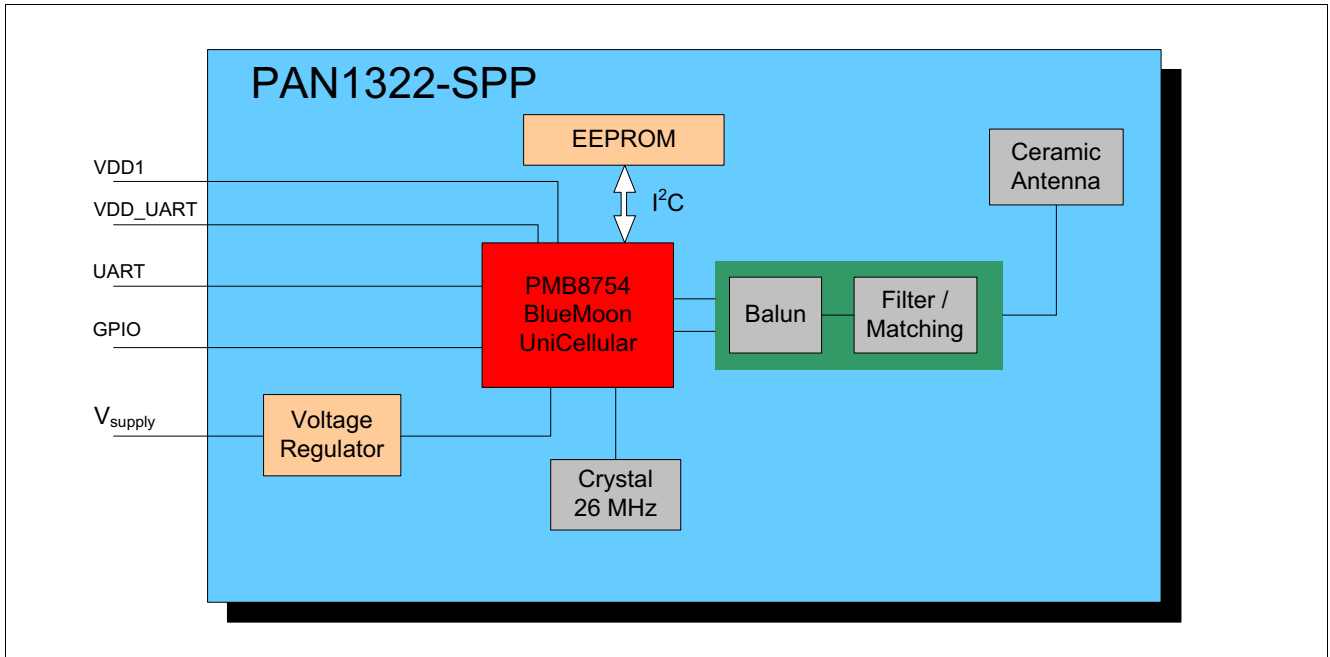 PAN1322-SPP
EEPROM
I²C
Ceramic
Antenna
VDD1
VDD_UART
UART
GPIO
Vsupply
PMB8754
BlueMoon
UniCellular
Balun
Filter /
Matching
Voltage
Regulator
Crystal
26 MHz